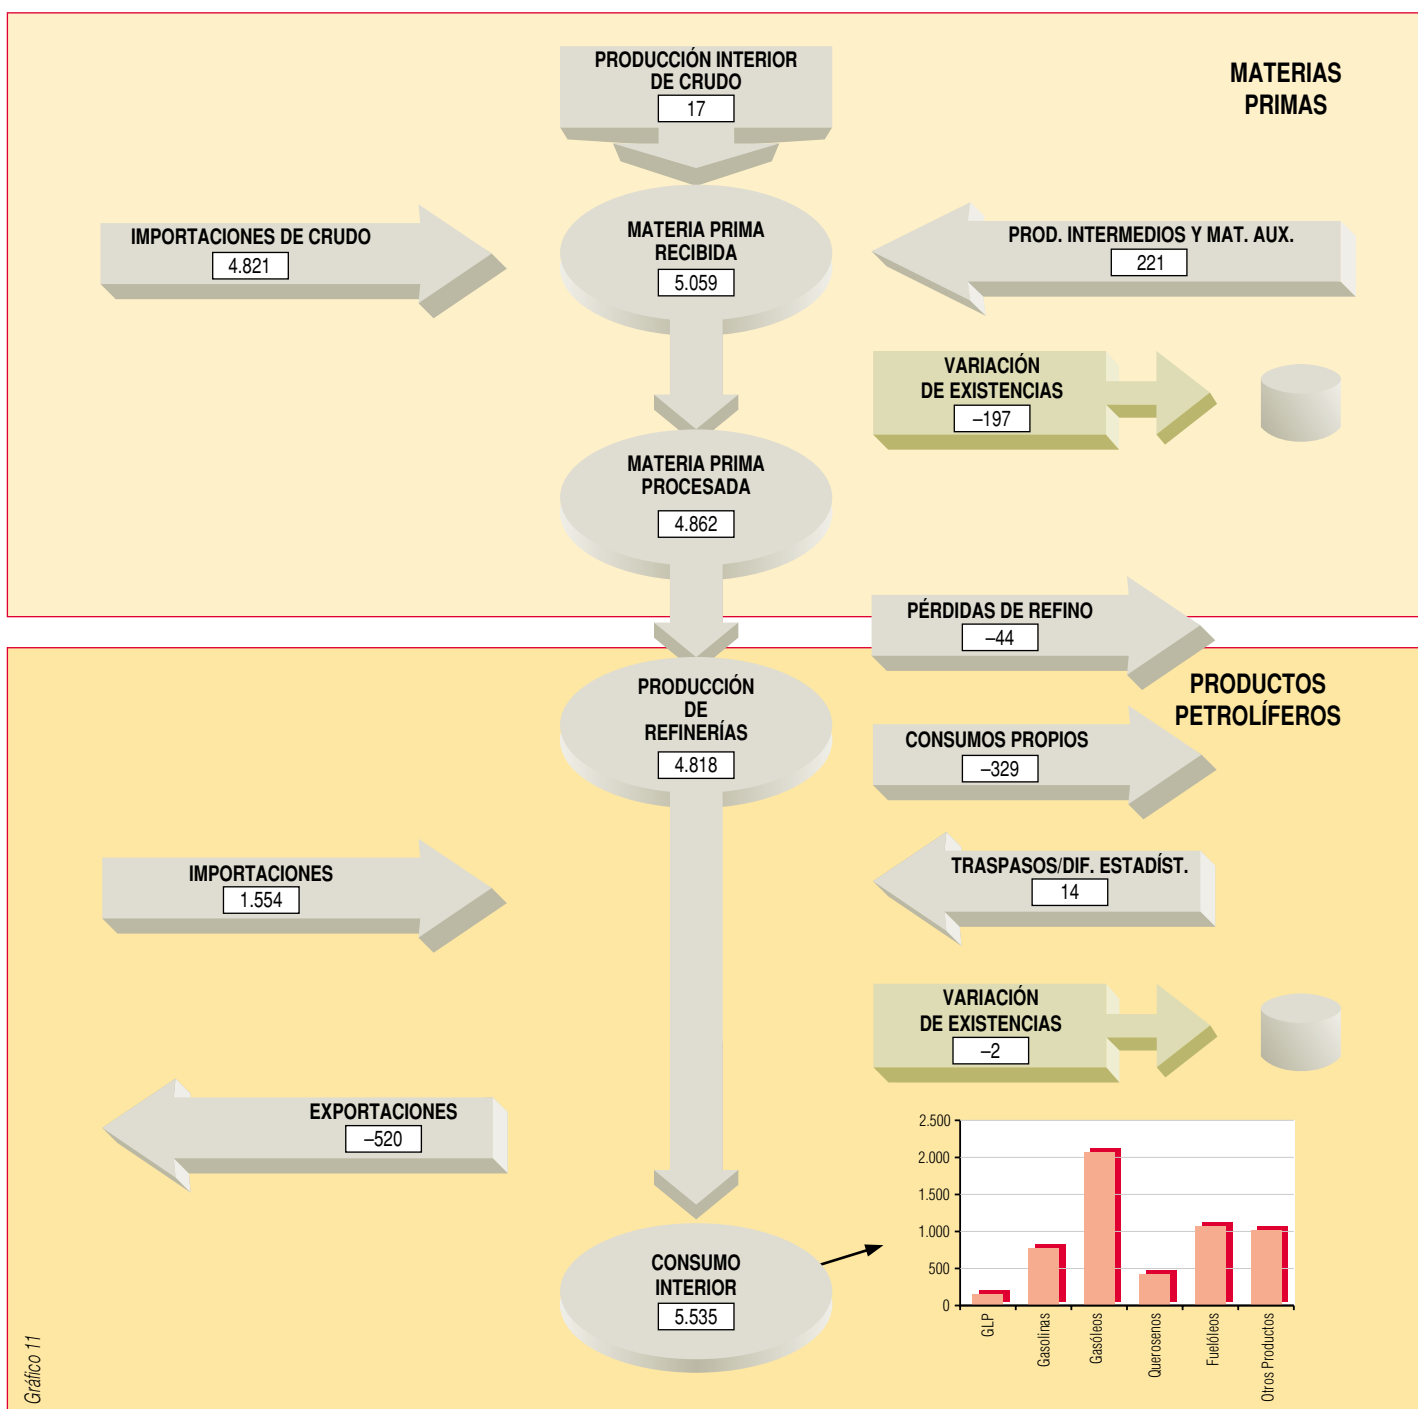 PRODUCCIÓN INTERIOR
DE CRUDO
17
MATERIAS
PRIMAS
IMPORTACIONES DE CRUDO
4.821
MATERIA PRIMA
RECIBIDA
5.059
PROD. INTERMEDIOS Y MAT. AUX.
221
VARIACIÓN
DE EXISTENCIAS
–197
MATERIA PRIMA
PROCESADA
4.862
PÉRDIDAS DE REFINO
–44
PRODUCTOS
PETROLÍFEROS
PRODUCCIÓN
DE
REFINERÍAS
4.818
CONSUMOS PROPIOS
–329
IMPORTACIONES
1.554
TRASPASOS/DIF. ESTADÍST.
14
VARIACIÓN
DE EXISTENCIAS
–2
EXPORTACIONES
–520
CONSUMO
INTERIOR
5.535
2.500
2.000
1.500
1.000
500
0
GLP
Gasolinas
Gasóleos
Querosenos
Fuelóleos
Otros Productos
Gráfico 11